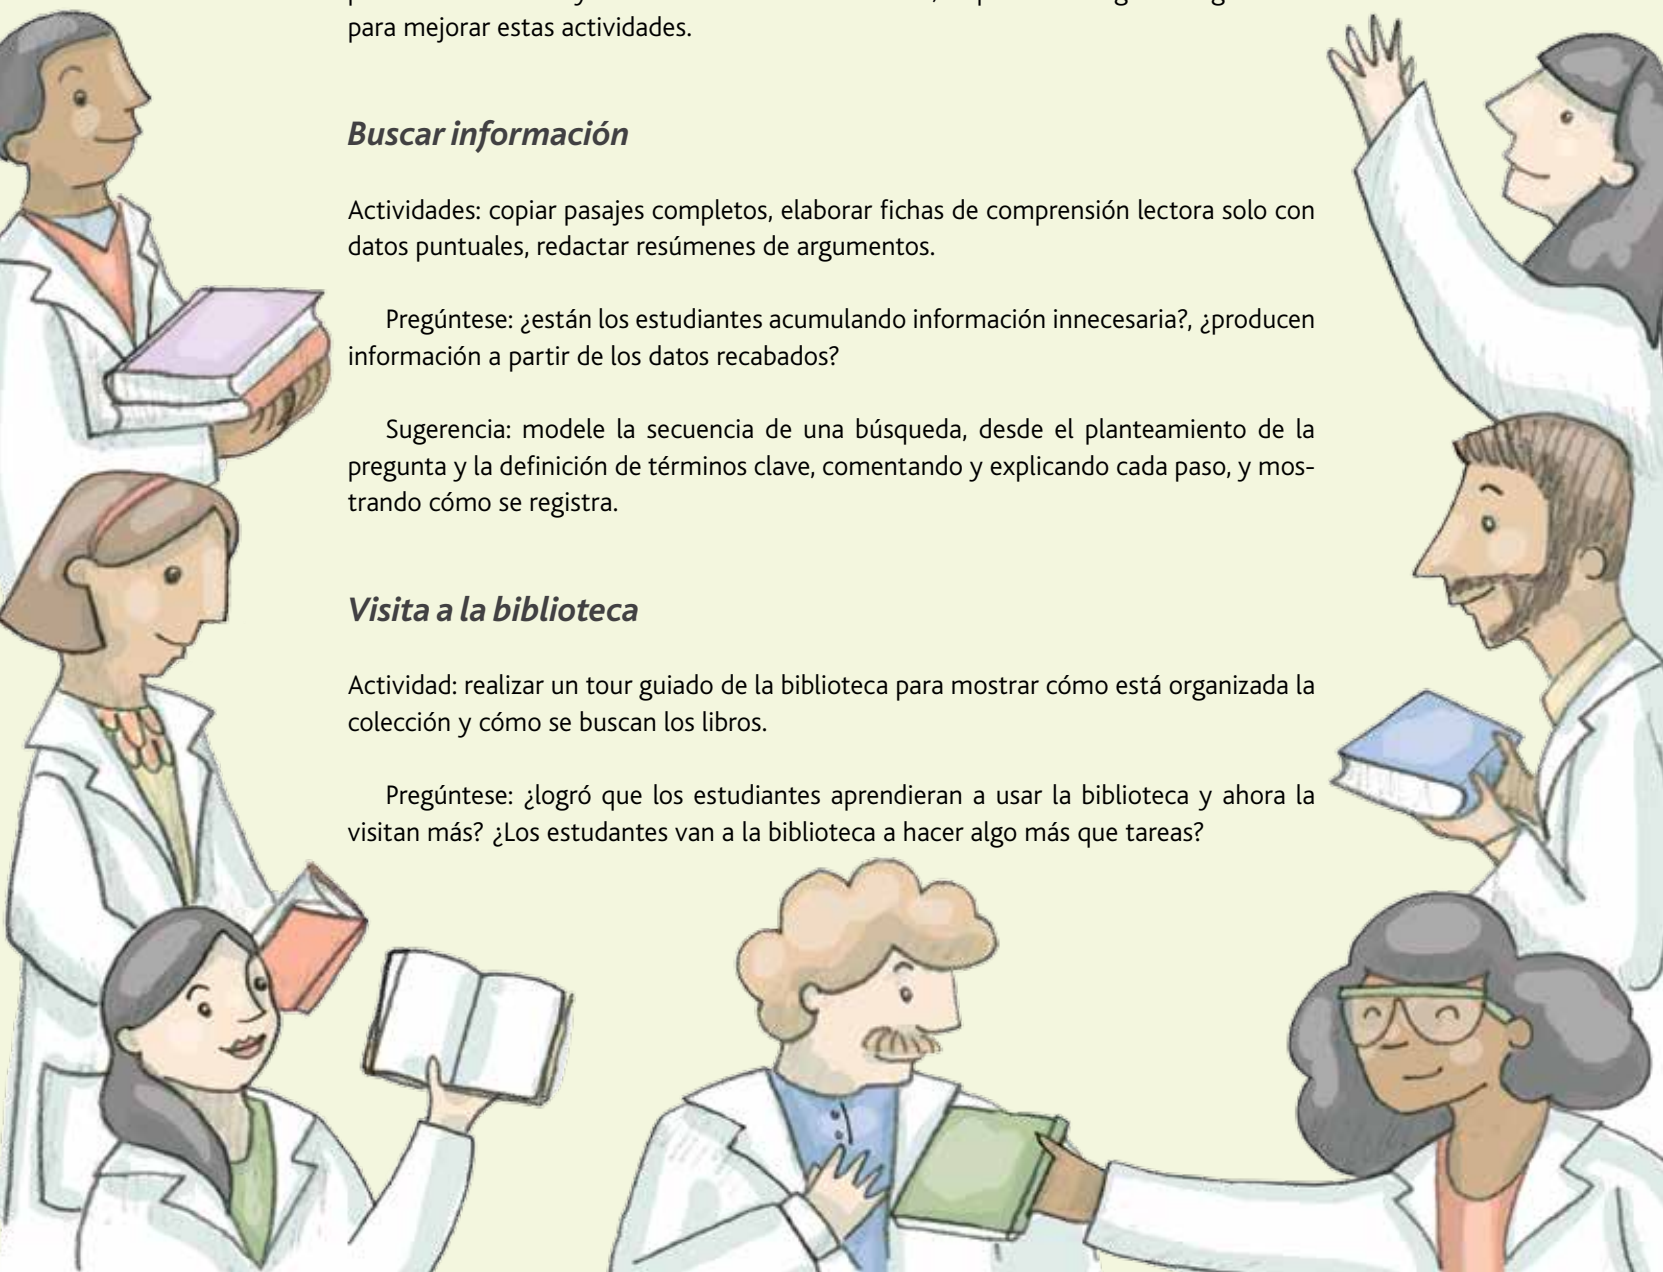 para mejorar estas actividades.
Buscar información
Actividades: copiar pasajes completos, elaborar fichas de comprensión lectora solo con
datos puntuales, redactar resúmenes de argumentos.
Pregúntese: ¿están los estudiantes acumulando información innecesaria?, ¿producen
información a partir de los datos recabados?
Sugerencia: modele la secuencia de una búsqueda, desde el planteamiento de la
pregunta y la definición de términos clave, comentando y explicando cada paso, y mos-
trando cómo se registra.
Visita a la biblioteca
Actividad: realizar un tour guiado de la biblioteca para mostrar cómo está organizada la
colección y cómo se buscan los libros.
Pregúntese: ¿logró que los estudiantes aprendieran a usar la biblioteca y ahora la
visitan más? ¿Los estudantes van a la biblioteca a hacer algo más que tareas?